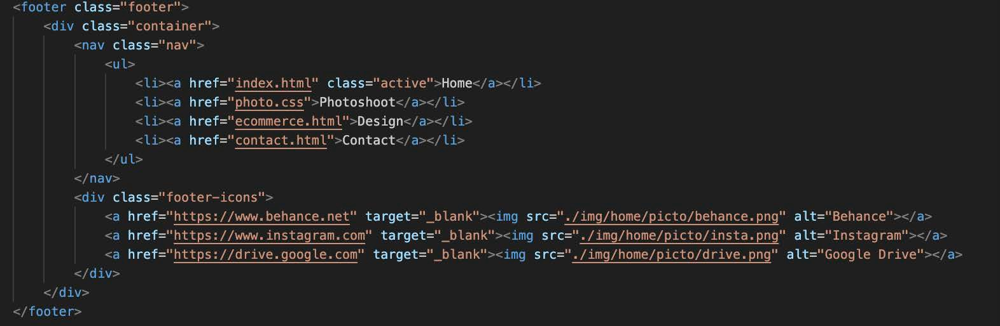 <footer class="footer">
<div class="container">
<nav class="nav">
<ul>
<li><a href="index.html" class="active">Home</a></li>
<li><a href="photo.css">Photoshoot</a></li>
<li><a href="ecommerce.html">Design</a></li>
<li><a href="contact.html">Contact</a></li>
</ul>
</nav>
<div class="footer-icons">
<a href="https://www.behance.net" target="_blank"><img src="./img/home/picto/behance.png" alt="Behance"></a>
<a href="https://www.instagram.com" target="_blank"><img src="./img/home/picto/insta.png" alt="Instagram"></a>
<a href="https://drive.google.com" target="_blank"><img src="./img/home/picto/drive.png" alt="Google Drive"></a>
</div>
</div>
</footer>